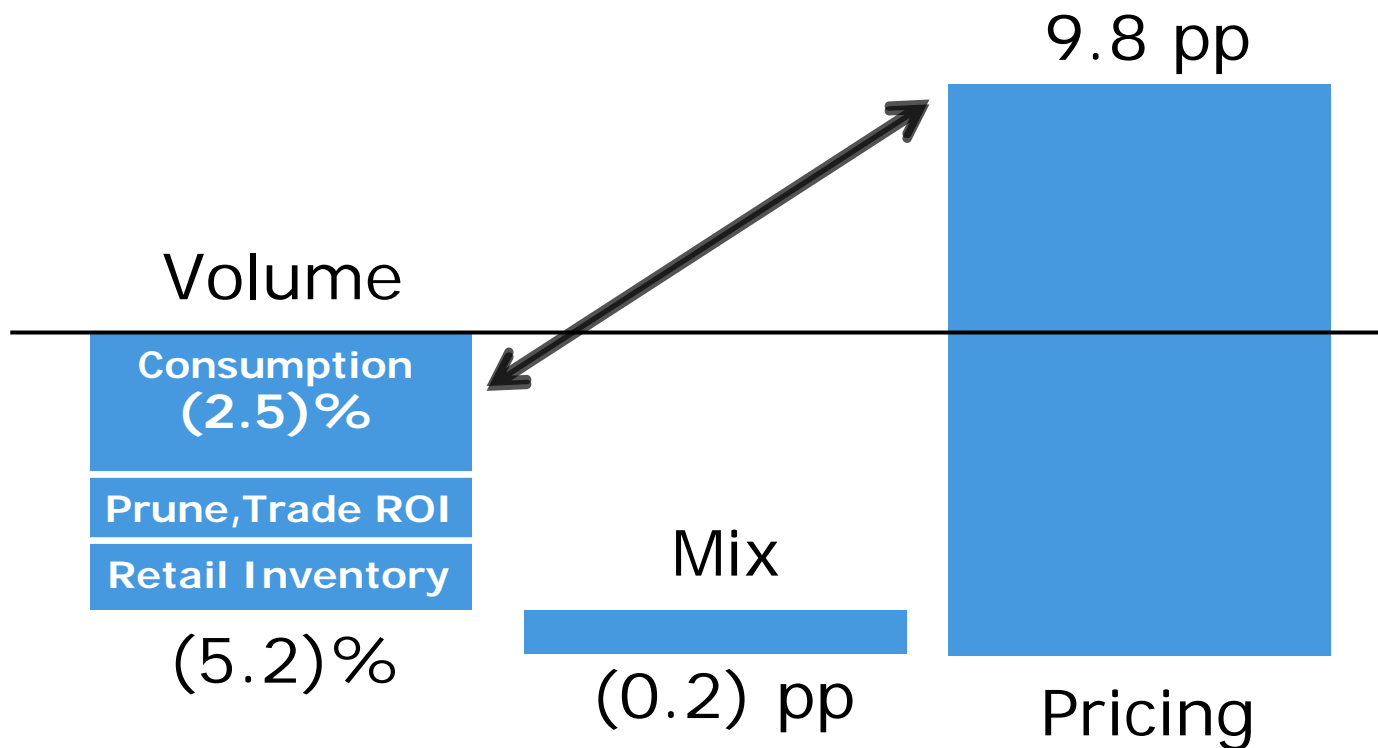 9.8 pp
Volume
Consumption
(2.5)%
Prune,Trade ROI
Retail Inventory
(5.2)%
Mix
(0.2) pp
Pricing